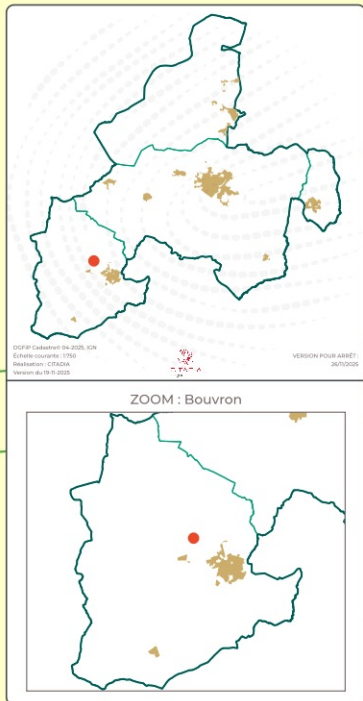 DGFIP Cadastre© 04-2025, IGN
Échelle courante : 1:750
Réalisation : CITADIA
Version du 19-11-2025
CITADIA
VERSION POUR ARRÊT :
26/11/2025
ZOOM : Bouvron